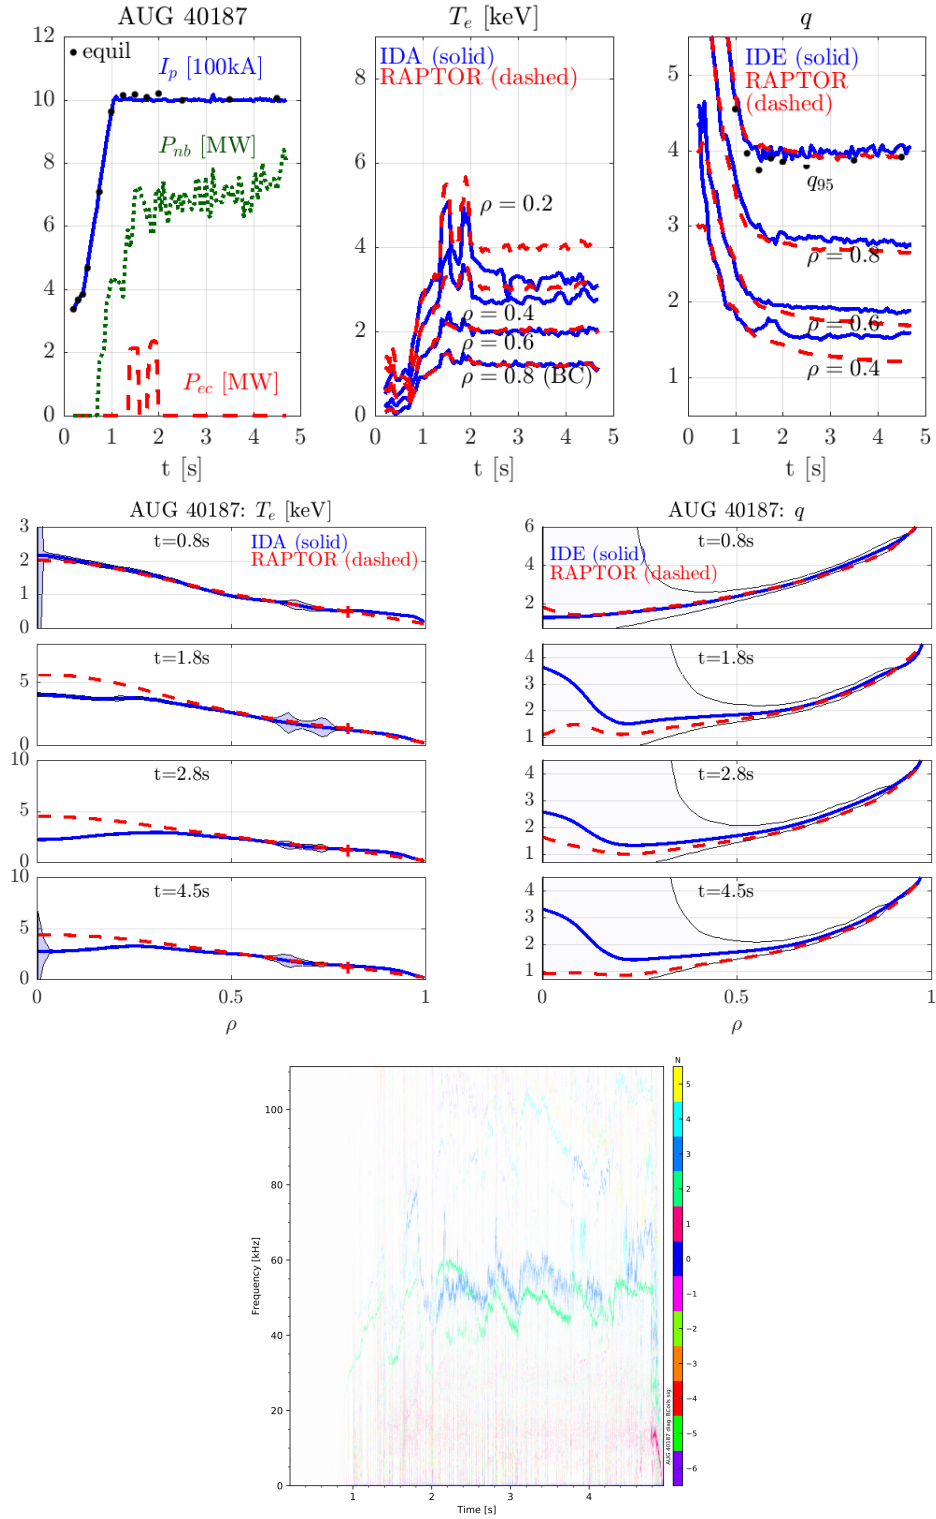 AUG 40187
12
10
8
6
4
2
0
equil
I_p [100kA]
P_nb [MW]
P_ec [MW]
0 1 2 3 4 5
t [s]
T_e [keV]
8
6
4
2
0
IDA (solid)
RAPTOR (dashed)
ρ = 0.2
ρ = 0.4
ρ = 0.6
ρ = 0.8 (BC)
0 1 2 3 4 5
t [s]
q
5
4
3
2
1
IDE (solid)
RAPTOR
(dashed)
q_95
ρ = 0.8
ρ = 0.6
ρ = 0.4
0 1 2 3 4 5
t [s]
AUG 40187: T_e [keV]
3
2
1
0
t=0.8s
IDA (solid)
RAPTOR (dashed)
5
0
t=1.8s
10
5
0
t=2.8s
10
5
0
t=4.5s
0 0.5 1
ρ
AUG 40187: q
6
4
2
t=0.8s
IDE (solid)
RAPTOR (dashed)
4
3
2
1
t=1.8s
4
3
2
1
t=2.8s
4
3
2
1
t=4.5s
0 0.5 1
ρ
100
80
60
40
20
0
Frequency [kHz]
1 2 3 4
Time [s]
N
5
4
3
2
1
0
−1
−2
−3
−4
−5
−6
AUG 40187 diag: BCoils sig: